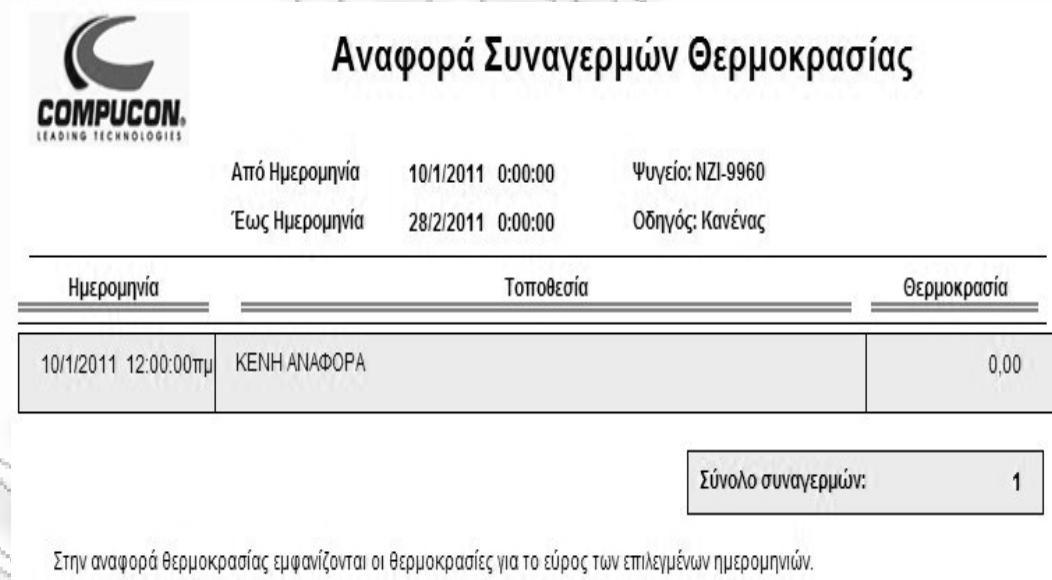 COMPUCON.
LEADING TECHNOLOGIES
Αναφορά Συναγερμών Θερμοκρασίας
Από Ημερομηνία 10/1/2011 0:00:00 Ψυγείο: NZI-9960
Έως Ημερομηνία 28/2/2011 0:00:00 Οδηγός: Κανένας
Ημερομηνία Τοποθεσία Θερμοκρασία
10/1/2011 12:00:00πμ ΚΕΝΗ ΑΝΑΦΟΡΑ 0,00
Σύνολο συναγερμών: 1
Στην αναφορά θερμοκρασίας εμφανίζονται οι θερμοκρασίες για το εύρος των επιλεγμένων ημερομηνιών.